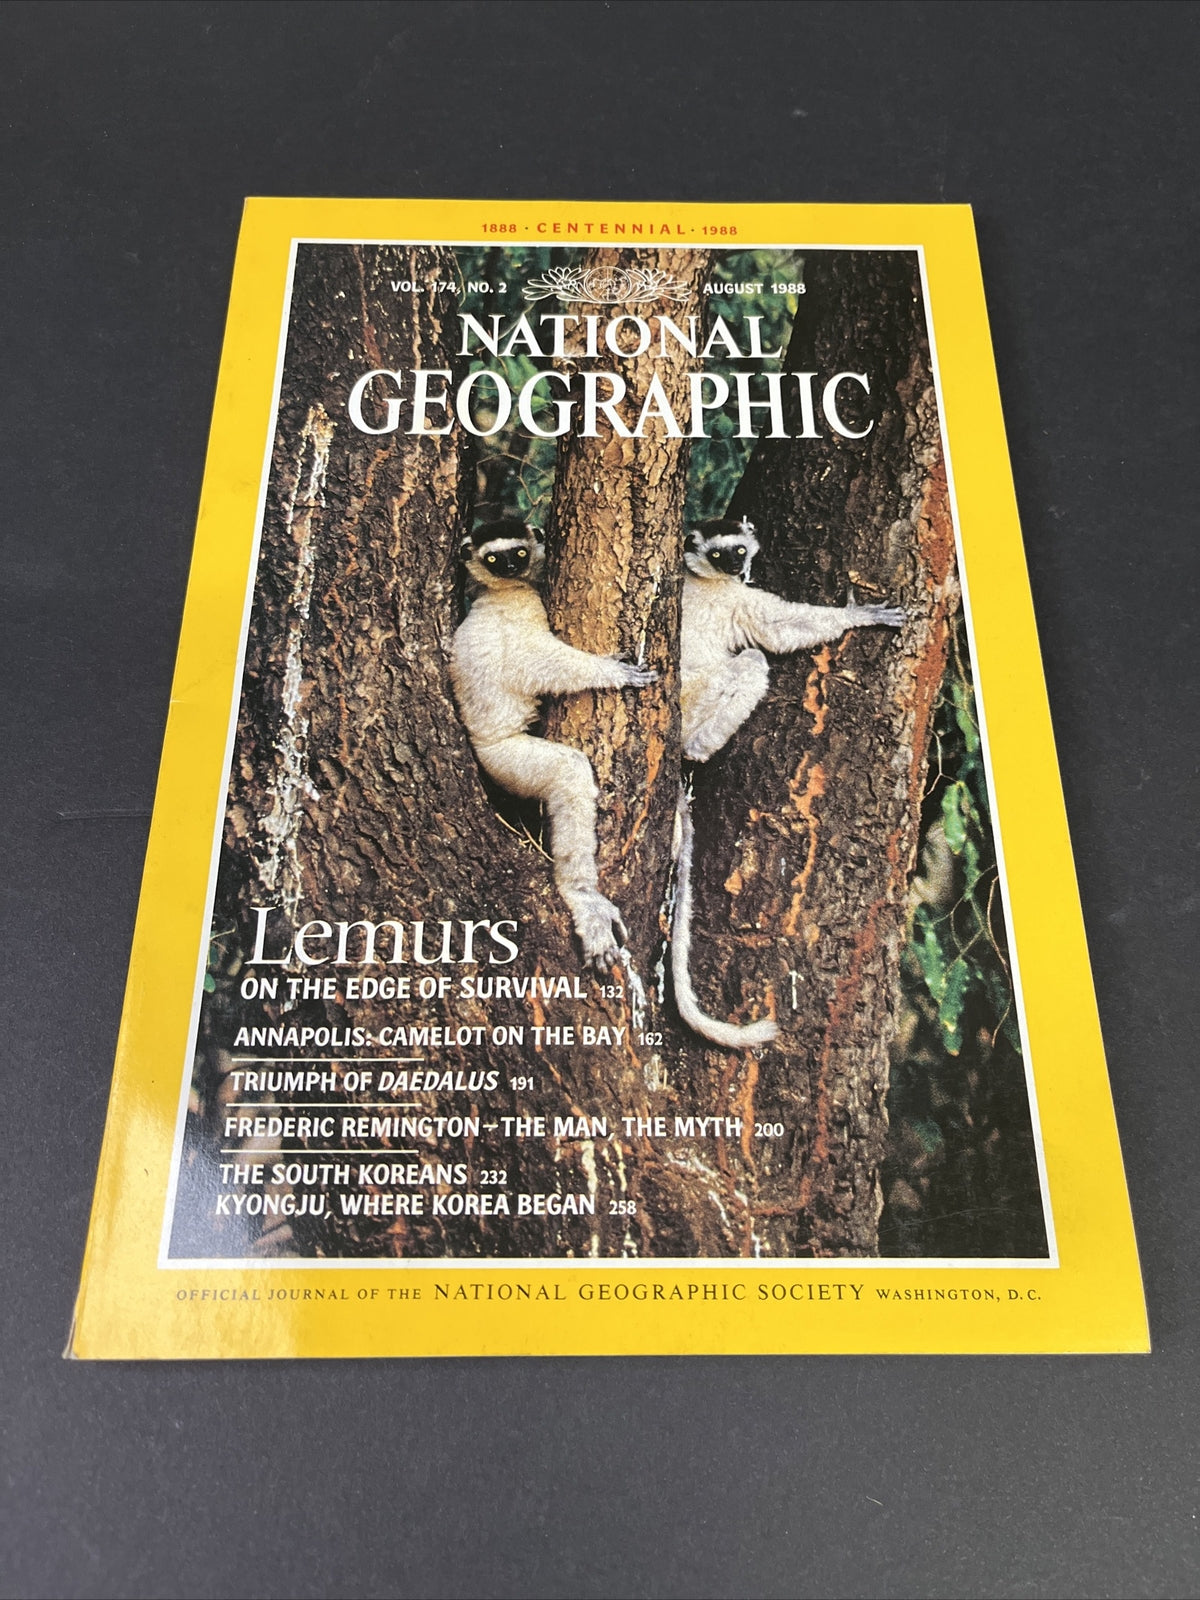 1888 · CENTENNIAL · 1988
VOL. 174, NO. 2 AUGUST 1988
NATIONAL
GEOGRAPHIC
Lemurs
ON THE EDGE OF SURVIVAL 132
ANNAPOLIS: CAMELOT ON THE BAY 162
TRIUMPH OF DAEDALUS 191
FREDERIC REMINGTON–THE MAN, THE MYTH 200
THE SOUTH KOREANS 232
KYONGJU, WHERE KOREA BEGAN 258
OFFICIAL JOURNAL OF THE NATIONAL GEOGRAPHIC SOCIETY WASHINGTON, D.C.